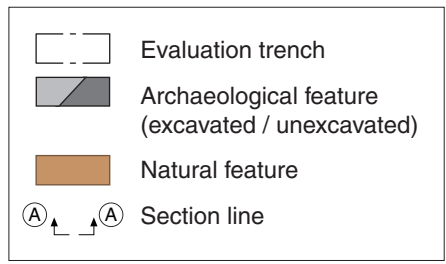 Evaluation trench
Archaeological feature
(excavated / unexcavated)
Natural feature
A A Section line